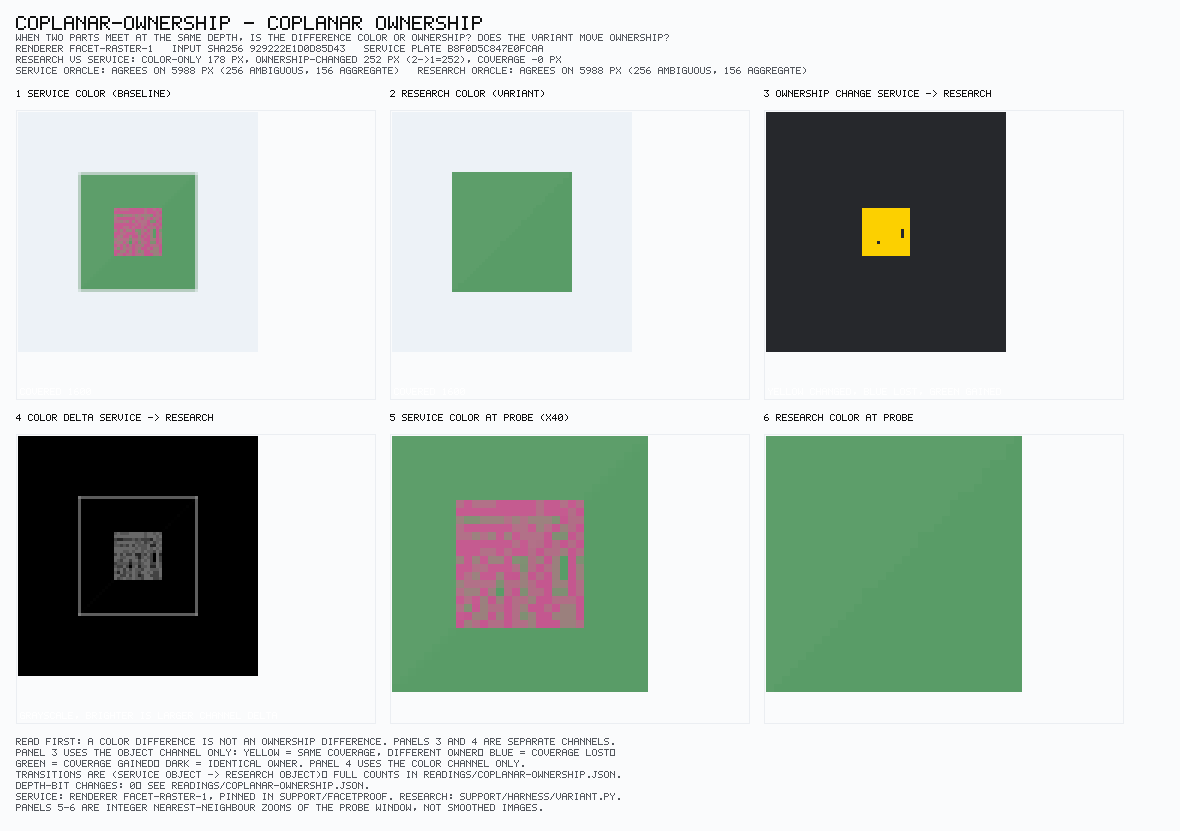 COPLANAR-OWNERSHIP - COPLANAR OWNERSHIP
WHEN TWO PARTS MEET AT THE SAME DEPTH, IS THE DIFFERENCE COLOR OR OWNERSHIP? DOES THE VARIANT MOVE OWNERSHIP?
RENDERER FACET-RASTER-1 INPUT SHA256 929222E1D0D85D43 SERVICE PLATE B8F0D5C847E0FCAA
RESEARCH VS SERVICE: COLOR-ONLY 178 PX, OWNERSHIP-CHANGED 252 PX (2->1=252), COVERAGE -0 PX
SERVICE ORACLE: AGREES ON 5988 PX (256 AMBIGUOUS, 156 AGGREGATE) RESEARCH ORACLE: AGREES ON 5988 PX (256 AMBIGUOUS, 156 AGGREGATE)
1 SERVICE COLOR (BASELINE)
2 RESEARCH COLOR (VARIANT)
3 OWNERSHIP CHANGE SERVICE -> RESEARCH
4 COLOR DELTA SERVICE -> RESEARCH
5 SERVICE COLOR AT PROBE (X40)
6 RESEARCH COLOR AT PROBE
READ FIRST: A COLOR DIFFERENCE IS NOT AN OWNERSHIP DIFFERENCE. PANELS 3 AND 4 ARE SEPARATE CHANNELS.
PANEL 3 USES THE OBJECT CHANNEL ONLY: YELLOW = SAME COVERAGE, DIFFERENT OWNER▯ BLUE = COVERAGE LOST▯
GREEN = COVERAGE GAINED▯ DARK = IDENTICAL OWNER. PANEL 4 USES THE COLOR CHANNEL ONLY.
TRANSITIONS ARE (SERVICE OBJECT -> RESEARCH OBJECT)▯ FULL COUNTS IN READINGS/COPLANAR-OWNERSHIP.JSON.
DEPTH-BIT CHANGES: 0▯ SEE READINGS/COPLANAR-OWNERSHIP.JSON.
SERVICE: RENDERER FACET-RASTER-1, PINNED IN SUPPORT/FACETPROOF. RESEARCH: SUPPORT/HARNESS/VARIANT.PY.
PANELS 5-6 ARE INTEGER NEAREST-NEIGHBOUR ZOOMS OF THE PROBE WINDOW, NOT SMOOTHED IMAGES.